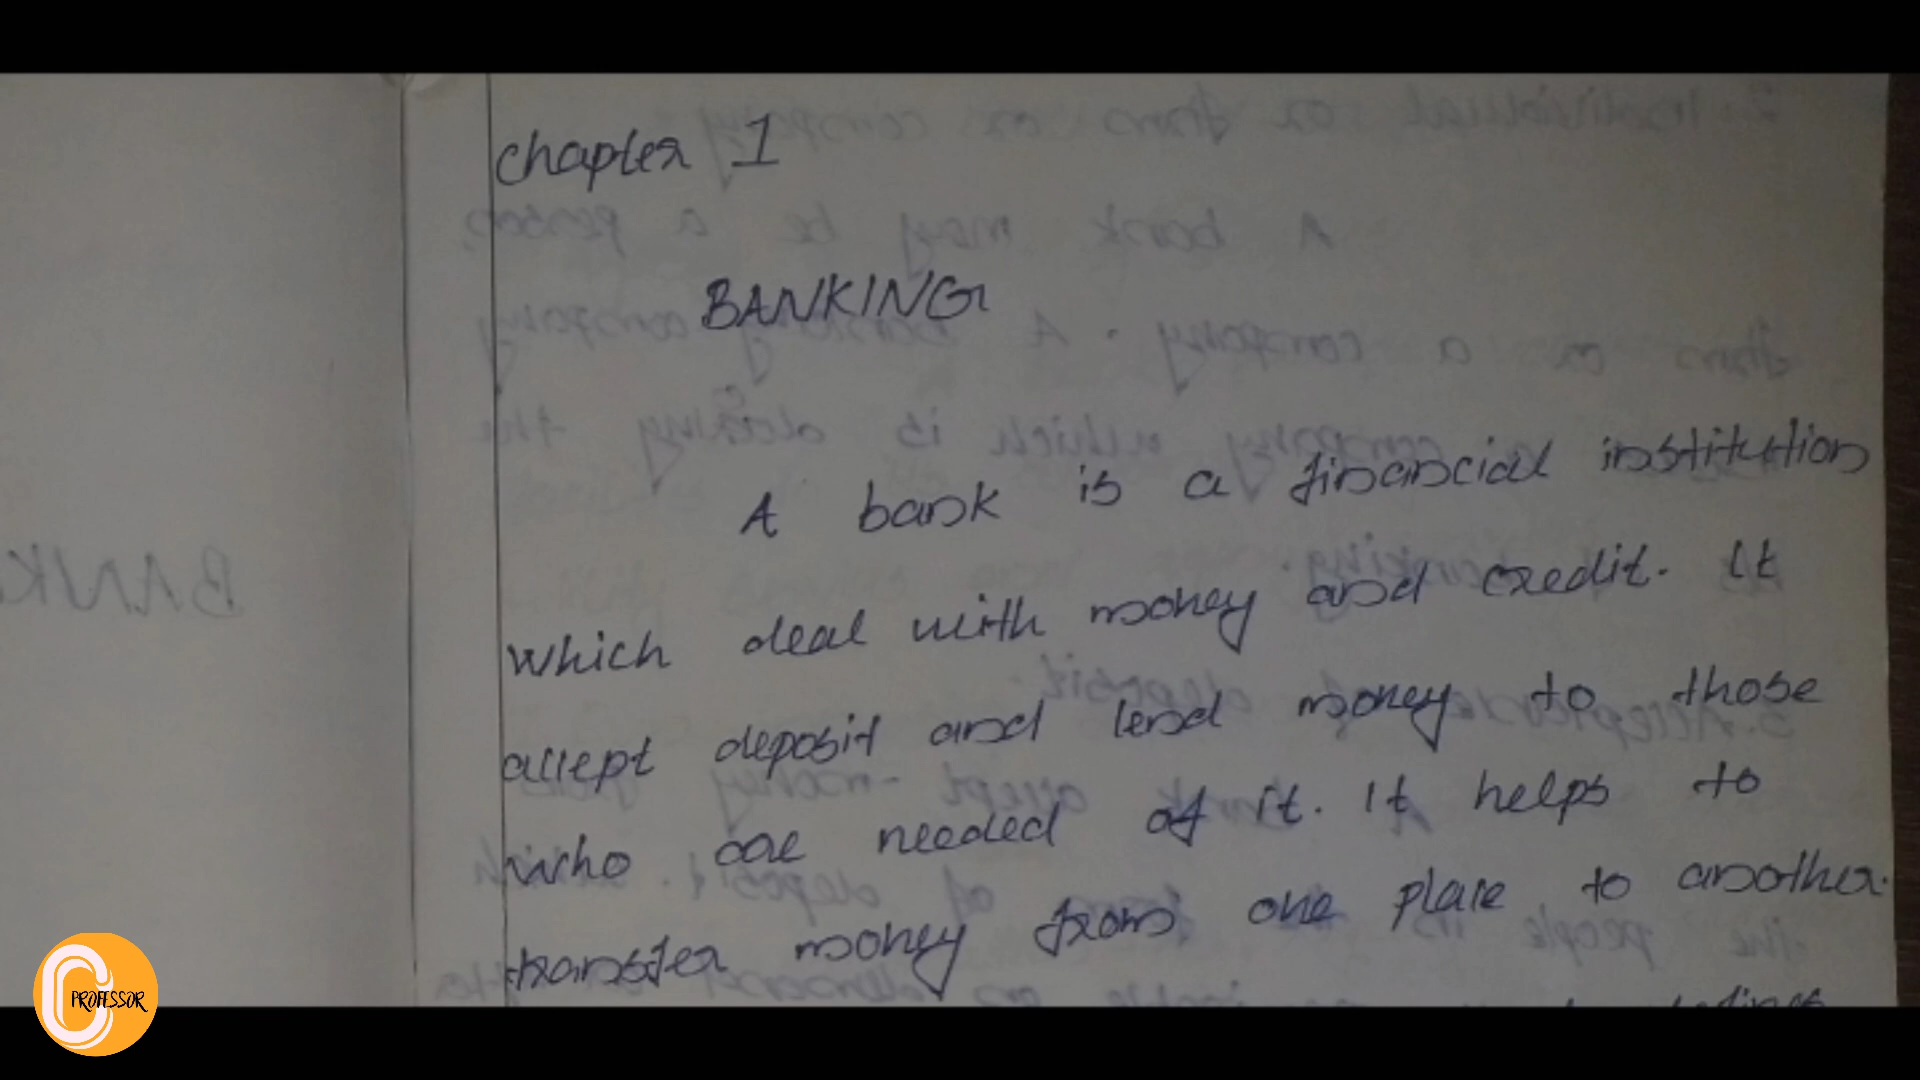 Chapter 1
BANKING
A bank is a financial institution
which deal with money and credit. It
accept deposit and lend money to those
who are needed of it. It helps to
transfer money from one place to another.
BANK
C PROFESSOR